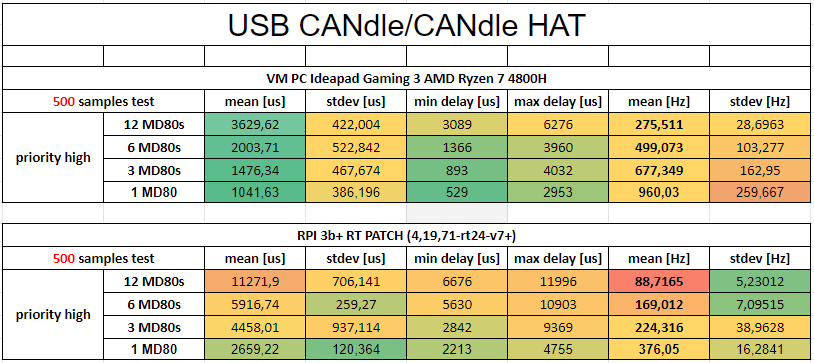 USB CANdle/CANdle HAT
VM PC Ideapad Gaming 3 AMD Ryzen 7 4800H
500 samples test mean [us] stdev [us] min delay [us] max delay [us] mean [Hz] stdev [Hz]
priority high
12 MD80s 3629,62 422,004 3089 6276 275,511 28,6963
6 MD80s 2003,71 522,842 1366 3960 499,073 103,277
3 MD80s 1476,34 467,674 893 4032 677,349 162,95
1 MD80 1041,63 386,196 529 2953 960,03 259,667
RPI 3b+ RT PATCH (4,19,71-rt24-v7+)
500 samples test mean [us] stdev [us] min delay [us] max delay [us] mean [Hz] stdev [Hz]
priority high
12 MD80s 11271,9 706,141 6676 11996 88,7165 5,23012
6 MD80s 5916,74 259,27 5630 10903 169,012 7,09515
3 MD80s 4458,01 937,114 2842 9369 224,316 38,9628
1 MD80 2659,22 120,364 2213 4755 376,05 16,2841